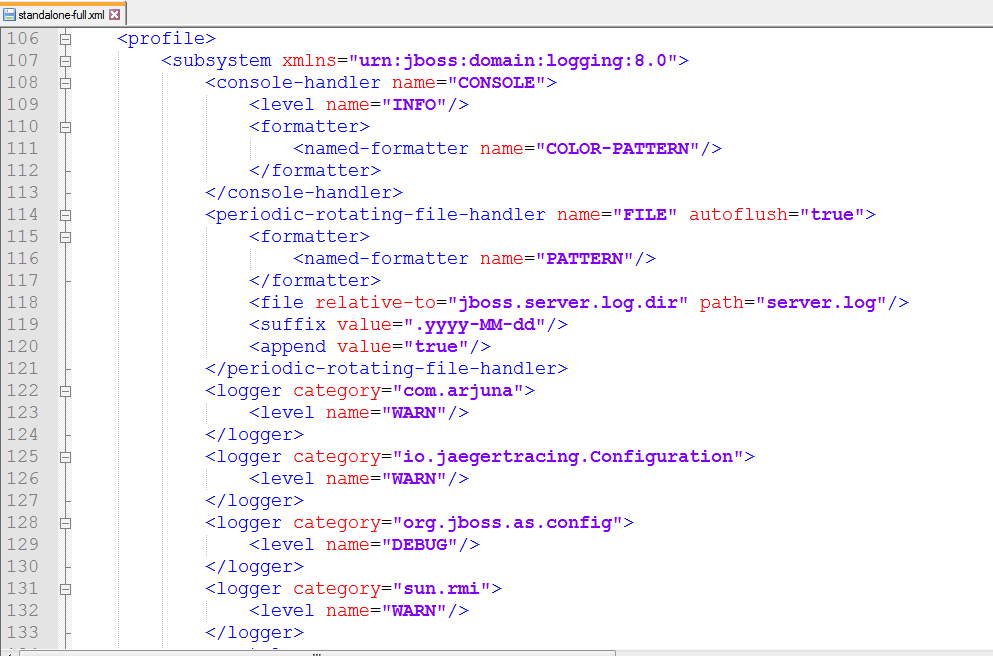 standalone-full.xml
106 <profile>
107 <subsystem xmlns="urn:jboss:domain:logging:8.0">
108 <console-handler name="CONSOLE">
109 <level name="INFO"/>
110 <formatter>
111 <named-formatter name="COLOR-PATTERN"/>
112 </formatter>
113 </console-handler>
114 <periodic-rotating-file-handler name="FILE" autoflush="true">
115 <formatter>
116 <named-formatter name="PATTERN"/>
117 </formatter>
118 <file relative-to="jboss.server.log.dir" path="server.log"/>
119 <suffix value=".yyyy-MM-dd"/>
120 <append value="true"/>
121 </periodic-rotating-file-handler>
122 <logger category="com.arjuna">
123 <level name="WARN"/>
124 </logger>
125 <logger category="io.jaegertracing.Configuration">
126 <level name="WARN"/>
127 </logger>
128 <logger category="org.jboss.as.config">
129 <level name="DEBUG"/>
130 </logger>
131 <logger category="sun.rmi">
132 <level name="WARN"/>
133 </logger>